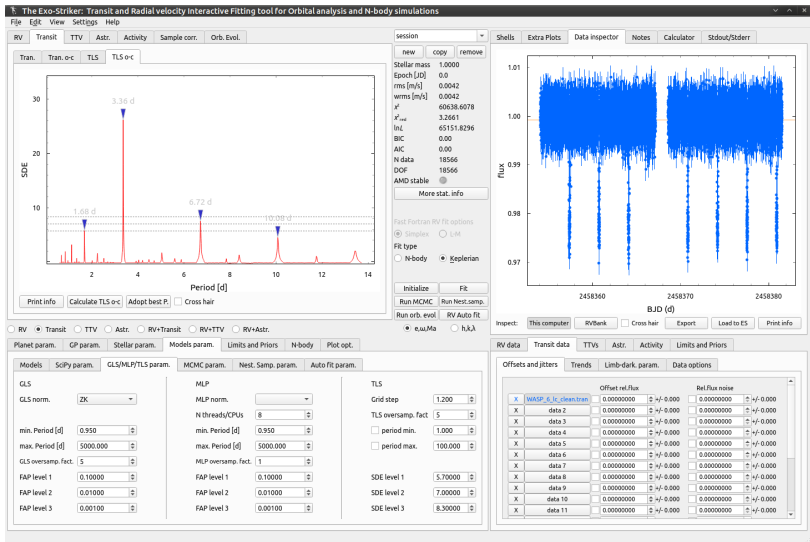 The Exo-Striker: Transit and Radial velocity Interactive Fitting tool for Orbital analysis and N-body simulations
File Edit View Settings Help
RV Transit TTV Astr. Activity Sample corr. Orb. Evol.
Tran. Tran. o-c TLS TLS o-c
SDE
30
20
10
1.68 d
3.36 d
6.72 d
10.08 d
2 4 6 8 10 12 14
Period [d]
Print info Calculate TLS o-c Adopt best P. Cross hair
session
new copy remove
Stellar mass 1.0000
Epoch [JD] 0.0
rms [m/s] 0.0042
wrms [m/s] 0.0042
χ² 60638.6078
χ²red 3.2661
lnL 65151.8296
BIC 0.00
AIC 0.00
N data 18566
DOF 18566
AMD stable
More stat. info
Fast Fortran RV fit options
Simplex L-M
Fit type
N-body Keplerian
Initialize Fit
Run MCMC Run Nest.samp.
Run orb. evol RV Auto fit
e,ω,Ma h,k,λ
Shells Extra Plots Data inspector Notes Calculator Stdout/Stderr
flux
1.01
1.00
0.99
0.98
0.97
2458360 2458370 2458380
BJD (d)
Inspect: This computer RVBank Cross hair Export Load to ES Print info
RV Transit TTV Astr. RV+Transit RV+TTV RV+Astr.
Planet param. GP param. Stellar param. Models param. Limits and Priors N-body Plot opt.
Models SciPy param. GLS/MLP/TLS param. MCMC param. Nest. Samp. param. Auto fit param.
GLS MLP TLS
GLS norm. ZK MLP norm. Grid step 1.200
N threads/CPUs 8 TLS oversamp. fact 5
min. Period [d] 0.950 min. Period [d] 0.950 period min. 1.000
max. Period [d] 5000.000 max. Period [d] 5000.000 period max. 100.000
GLS oversamp. fact. 5 MLP oversamp. fact. 1
FAP level 1 0.10000 FAP level 1 0.10000 SDE level 1 5.70000
FAP level 2 0.01000 FAP level 2 0.01000 SDE level 2 7.00000
FAP level 3 0.00100 FAP level 3 0.00100 SDE level 3 8.30000
RV data Transit data TTVs Astr. Activity Limits and Priors
Offsets and jitters Trends Limb-dark. param. Data options
Offset rel.flux Rel.flux noise
X WASP_6_lc_clean.tran 0.00000000 +/- 0.000 0.00000000 +/- 0.000
X data 2 0.00000000 +/- 0.000 0.00000000 +/- 0.000
X data 3 0.00000000 +/- 0.000 0.00000000 +/- 0.000
X data 4 0.00000000 +/- 0.000 0.00000000 +/- 0.000
X data 5 0.00000000 +/- 0.000 0.00000000 +/- 0.000
X data 6 0.00000000 +/- 0.000 0.00000000 +/- 0.000
X data 7 0.00000000 +/- 0.000 0.00000000 +/- 0.000
X data 8 0.00000000 +/- 0.000 0.00000000 +/- 0.000
X data 9 0.00000000 +/- 0.000 0.00000000 +/- 0.000
X data 10 0.00000000 +/- 0.000 0.00000000 +/- 0.000
X data 11 0.00000000 +/- 0.000 0.00000000 +/- 0.000